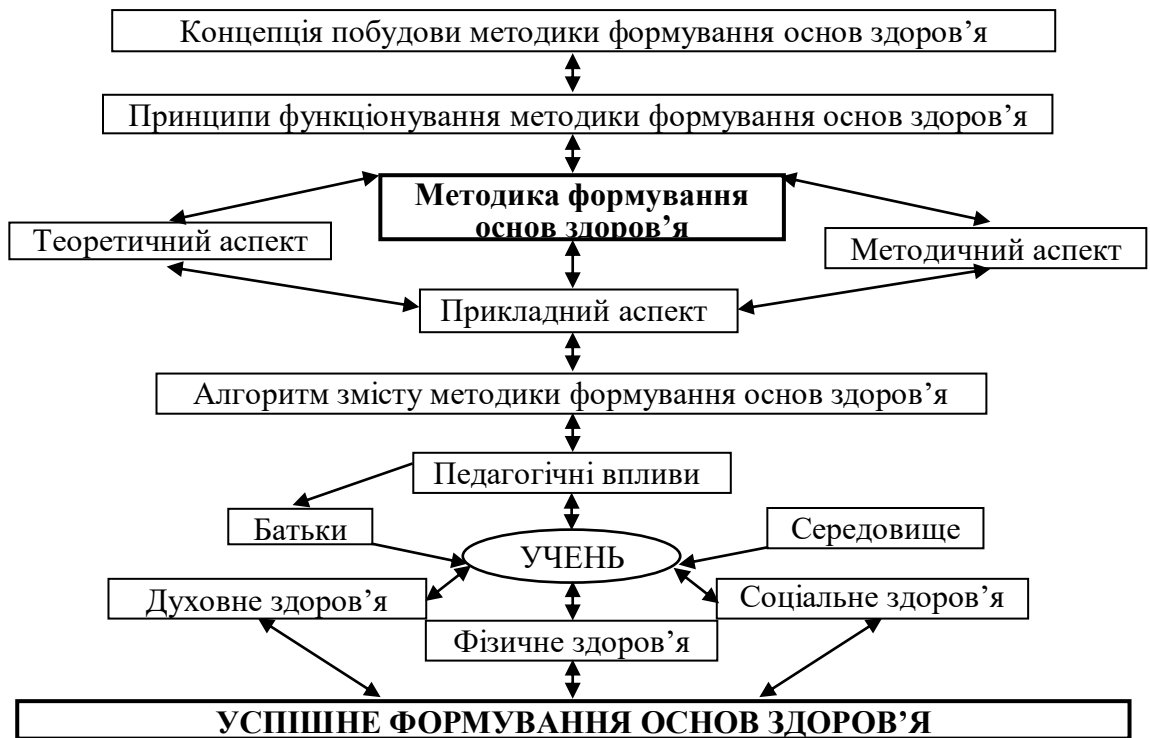 Концепція побудови методики формування основ здоров’я
Принципи функціонування методики формування основ здоров’я
Методика формування
основ здоров’я
Теоретичний аспект
Методичний аспект
Прикладний аспект
Алгоритм змісту методики формування основ здоров’я
Педагогічні впливи
Батьки
Середовище
УЧЕНЬ
Духовне здоров’я
Соціальне здоров’я
Фізичне здоров’я
УСПІШНЕ ФОРМУВАННЯ ОСНОВ ЗДОРОВ’Я